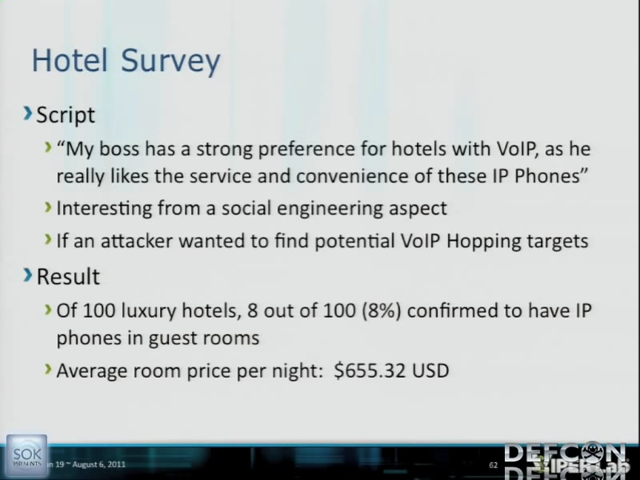 Hotel Survey
Script
“My boss has a strong preference for hotels with VoIP, as he
really likes the service and convenience of these IP Phones”
Interesting from a social engineering aspect
If an attacker wanted to find potential VoIP Hopping targets
Result
Of 100 luxury hotels, 8 out of 100 (8%) confirmed to have IP
phones in guest rooms
Average room price per night: $655.32 USD
SOK
PRESENTS
19 ~ August 6, 2011
62
DEFCON